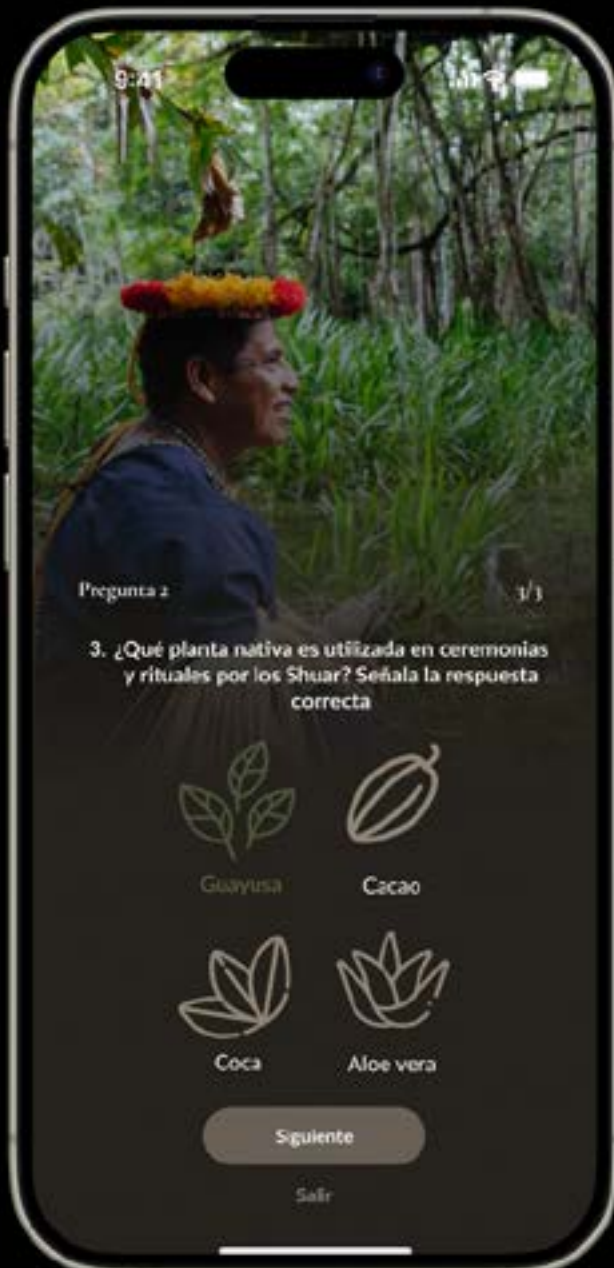 9:41
Pregunta 2
3/3
3. ¿Qué planta nativa es utilizada en ceremonias
y rituales por los Shuar? Señala la respuesta
correcta
Guayusa
Cacao
Coca
Aloe vera
Siguiente
Salir